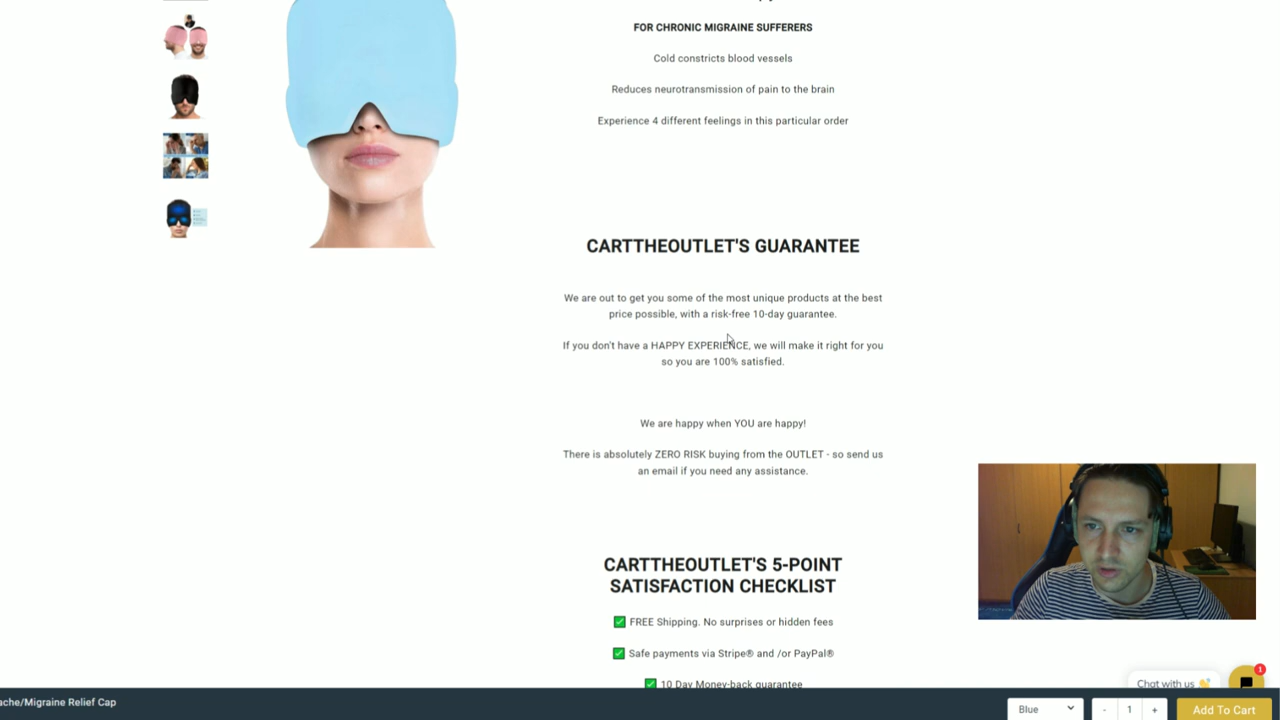 FOR CHRONIC MIGRAINE SUFFERERS
Cold constricts blood vessels
Reduces neurotransmission of pain to the brain
Experience 4 different feelings in this particular order
CARTTHEOUTLET'S GUARANTEE
We are out to get you some of the most unique products at the best
price possible, with a risk-free 10-day guarantee.
If you don't have a HAPPY EXPERIENCE, we will make it right for you
so you are 100% satisfied.
We are happy when YOU are happy!
There is absolutely ZERO RISK buying from the OUTLET - so send us
an email if you need any assistance.
CARTTHEOUTLET'S 5-POINT
SATISFACTION CHECKLIST
✅ FREE Shipping. No surprises or hidden fees
✅ Safe payments via Stripe® and /or PayPal®
✅ 10 Day Money-back guarantee
Chat with us 👋
1
ache/Migraine Relief Cap
Blue
- 1 +
Add To Cart